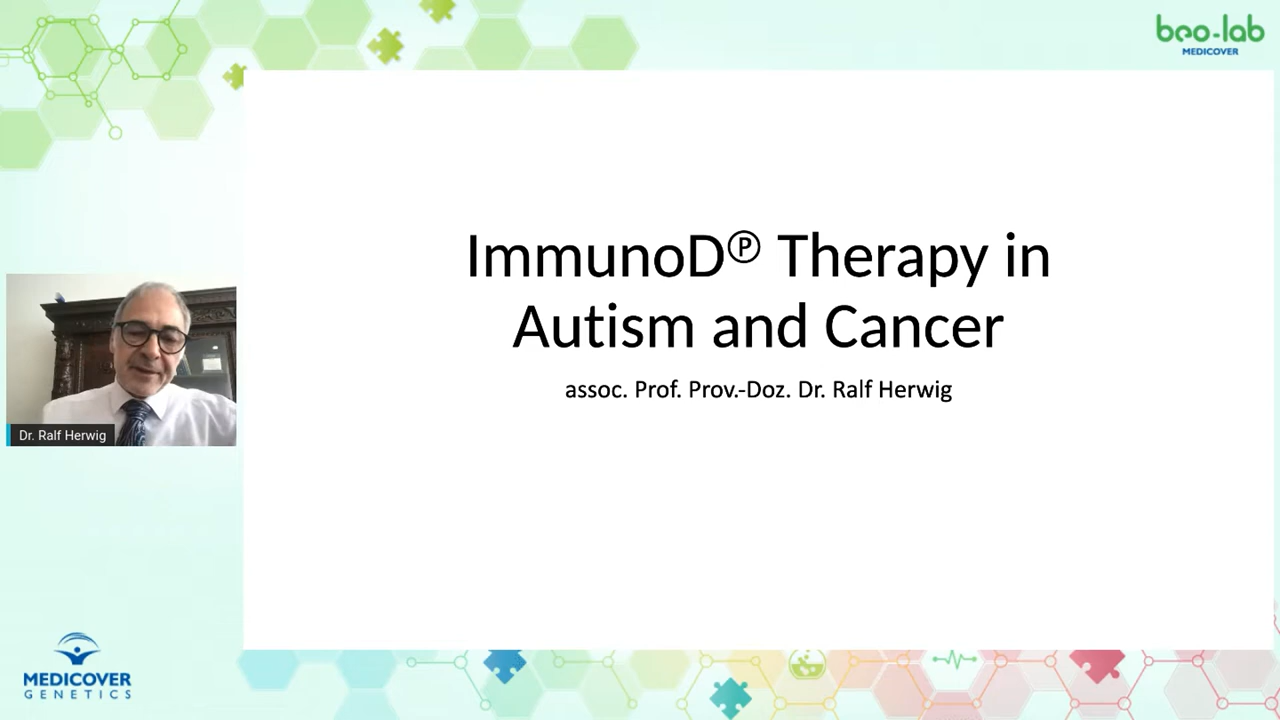 beo-lab
MEDICOVER
ImmunoDⓅ Therapy in
Autism and Cancer
assoc. Prof. Prov.-Doz. Dr. Ralf Herwig
Dr. Ralf Herwig
MEDICOVER
GENETICS